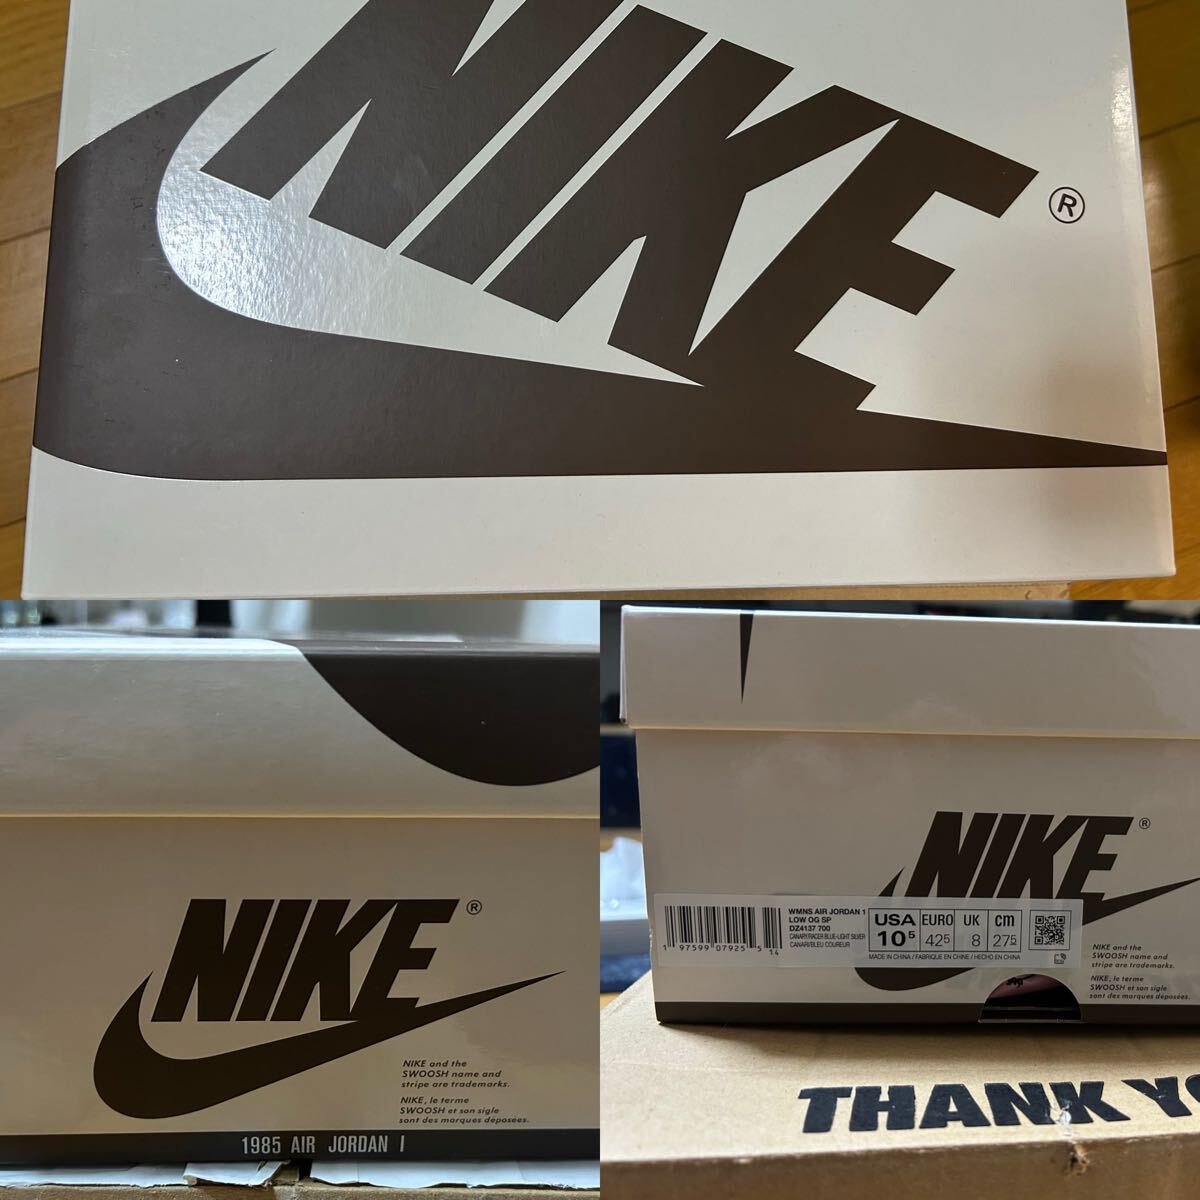 NIKE®
NIKE®
NIKE and the
SWOOSH name and
stripe are trademarks.
NIKE, le terme
SWOOSH et son sigle
sont des marques déposées.
1985 AIR JORDAN I
NIKE®
1 97599 07925 5 14
WMNS AIR JORDAN 1
LOW OG SP
DZ4137 700
CANARY/RACER BLUE-LIGHT SILVER
CANARI/BLEU COUREUR
USA EURO UK cm
10⁵ 42⁵ 8 27⁵
MADE IN CHINA / FABRIQUÉ EN CHINE / HECHO EN CHINA
NIKE and the
SWOOSH name and
stripe are trademarks.
NIKE, le terme
SWOOSH et son sigle
sont des marques déposées.
THANK YO